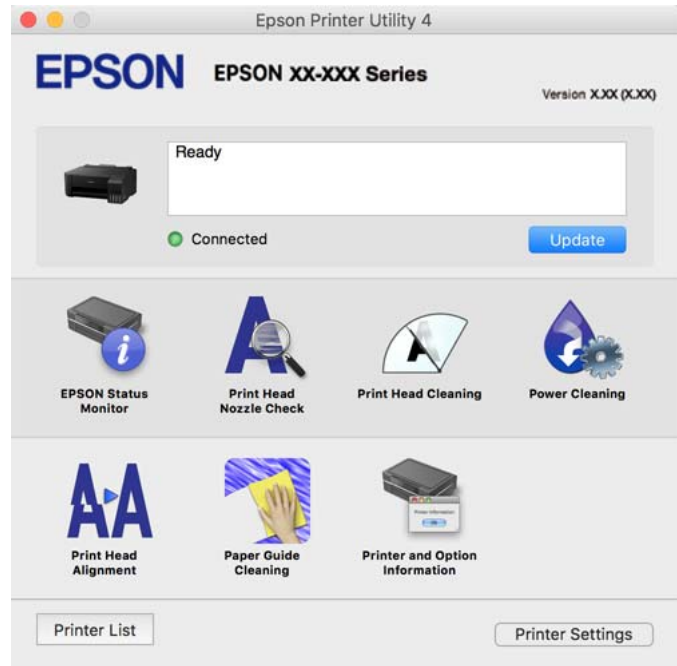 Epson Printer Utility 4
EPSON
EPSON XX-XXX Series
Version X.XX (X.XX)
Ready
Connected
Update
EPSON Status
Monitor
Print Head
Nozzle Check
Print Head Cleaning
Power Cleaning
Print Head
Alignment
Paper Guide
Cleaning
Printer and Option
Information
Printer List
Printer Settings